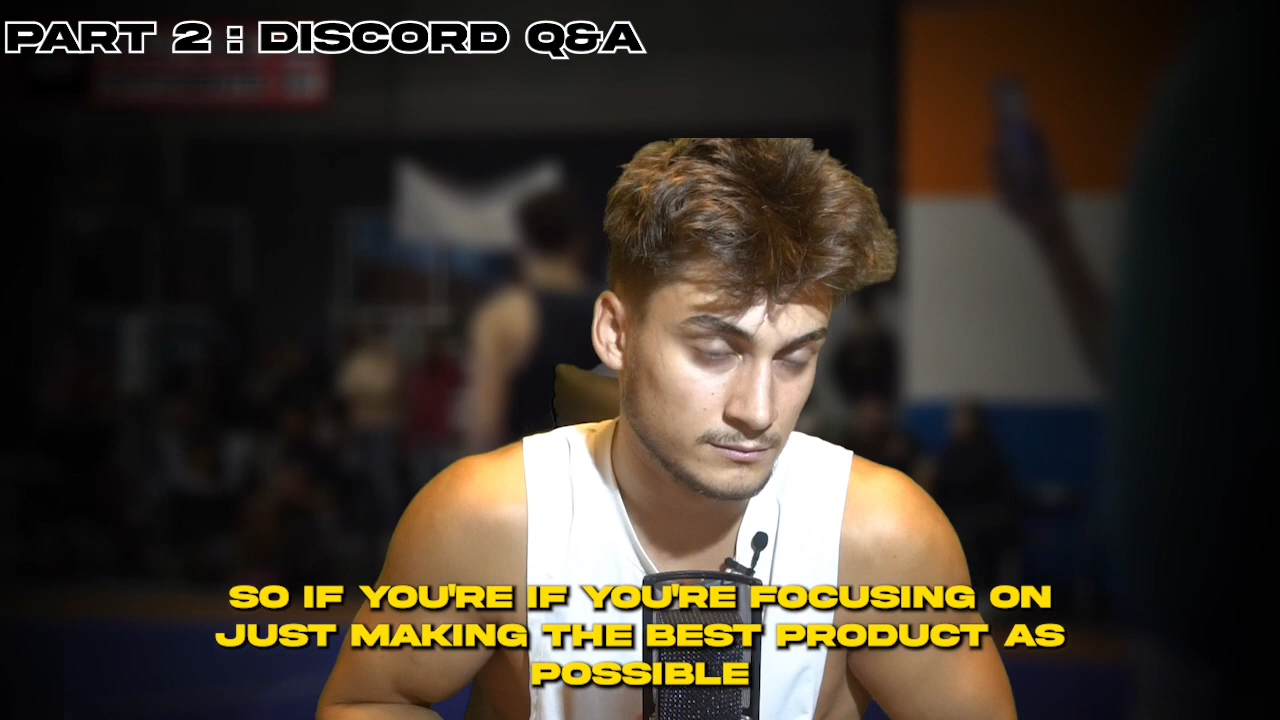 PART 2 : DISCORD Q&A
SO IF YOU'RE IF YOU'RE FOCUSING ON
JUST MAKING THE BEST PRODUCT AS
POSSIBLE